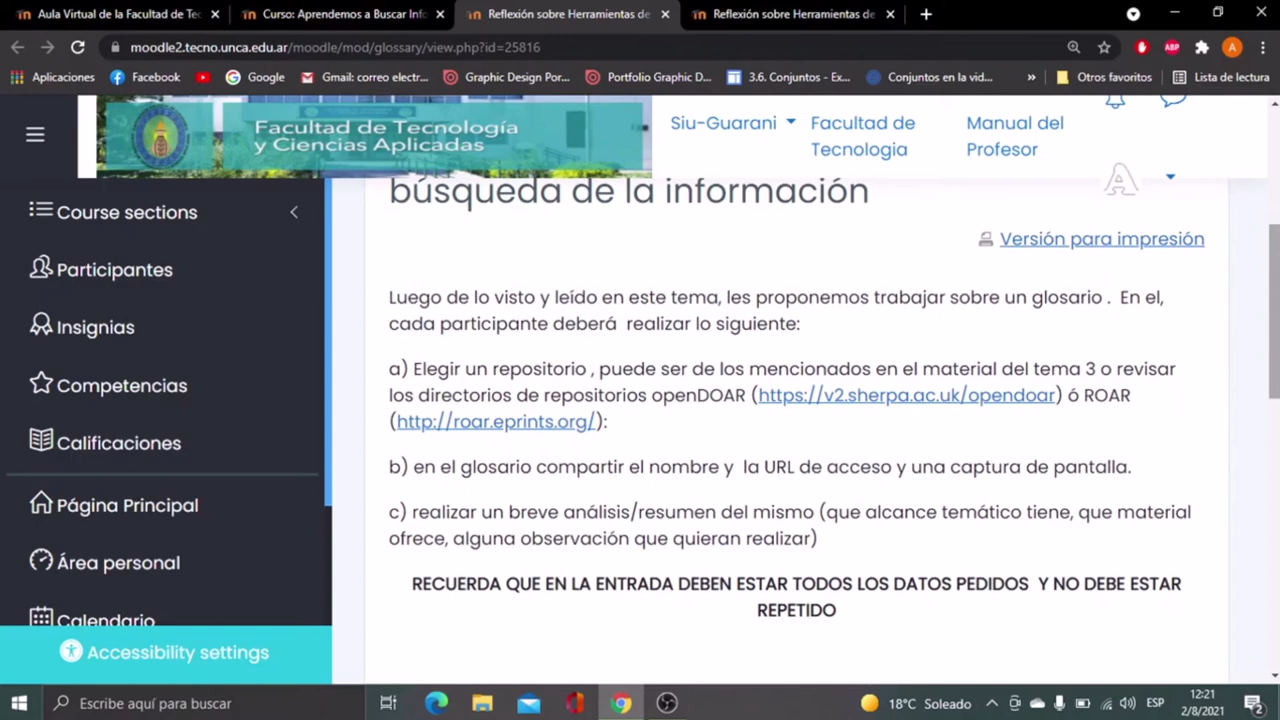 Aula Virtual de la Facultad de Te
Curso: Aprendemos a Buscar Info
Reflexión sobre Herramientas de
Reflexión sobre Herramientas de
moodle2.tecno.unca.edu.ar/moodle/mod/glossary/view.php?id=25816
ABP
A
Aplicaciones
Facebook
Google
Gmail: correo electr...
Graphic Design Por...
Portfolio Graphic D...
3.6. Conjuntos - Ex...
Conjuntos en la vid...
»
Otros favoritos
Lista de lectura
Facultad de Tecnología
y Ciencias Aplicadas
Siu-Guarani
Facultad de
Tecnologia
Manual del
Profesor
A
búsqueda de la información
Versión para impresión
Course sections
Participantes
Insignias
Competencias
Calificaciones
Página Principal
Área personal
Calendario
Accessibility settings
Luego de lo visto y leído en este tema, les proponemos trabajar sobre un glosario . En el,
cada participante deberá realizar lo siguiente:
a) Elegir un repositorio , puede ser de los mencionados en el material del tema 3 o revisar
los directorios de repositorios openDOAR (https://v2.sherpa.ac.uk/opendoar) ó ROAR
(http://roar.eprints.org/):
b) en el glosario compartir el nombre y la URL de acceso y una captura de pantalla.
c) realizar un breve análisis/resumen del mismo (que alcance temático tiene, que material
ofrece, alguna observación que quieran realizar)
RECUERDA QUE EN LA ENTRADA DEBEN ESTAR TODOS LOS DATOS PEDIDOS Y NO DEBE ESTAR
REPETIDO
Escribe aquí para buscar
18°C Soleado
ESP
12:21
2/8/2021
2